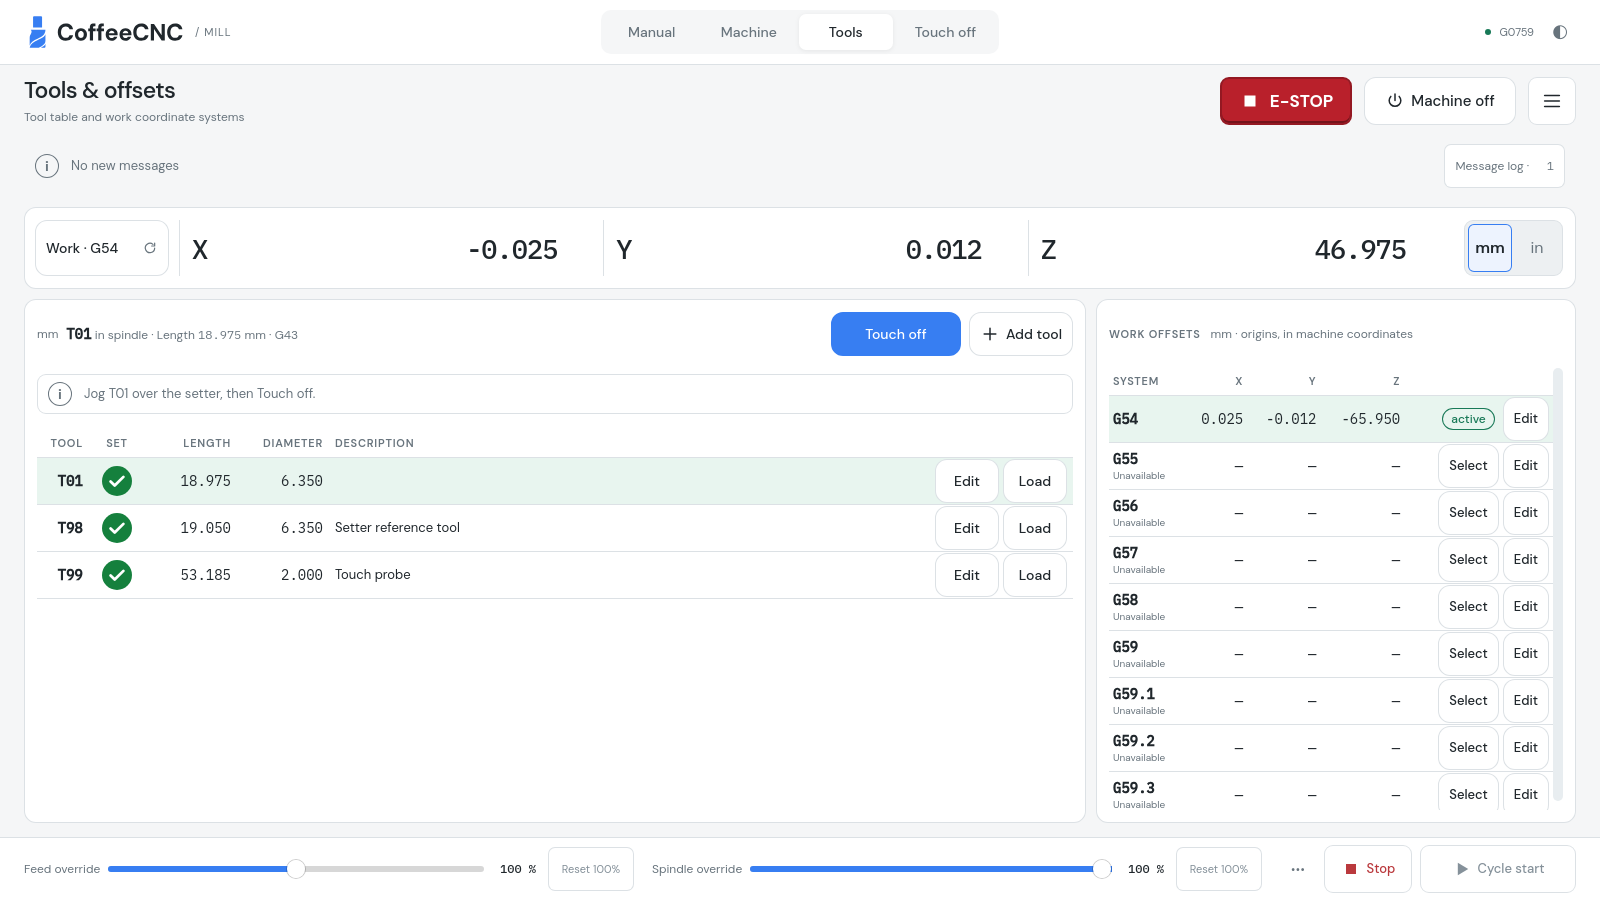 CoffeeCNC / MILL
Manual Machine Tools Touch off
G0759
Tools & offsets
Tool table and work coordinate systems
E-STOP
Machine off
No new messages
Message log · 1
Work · G54
X -0.025
Y 0.012
Z 46.975
mm in
mm T01 in spindle · Length 18.975 mm · G43
Touch off
Add tool
Jog T01 over the setter, then Touch off.
TOOL SET LENGTH DIAMETER DESCRIPTION
T01 18.975 6.350 Edit Load
T98 19.050 6.350 Setter reference tool Edit Load
T99 53.185 2.000 Touch probe Edit Load
WORK OFFSETS mm · origins, in machine coordinates
SYSTEM X Y Z
G54 0.025 -0.012 -65.950 active Edit
G55 – – – Select Edit
Unavailable
G56 – – – Select Edit
Unavailable
G57 – – – Select Edit
Unavailable
G58 – – – Select Edit
Unavailable
G59 – – – Select Edit
Unavailable
G59.1 – – – Select Edit
Unavailable
G59.2 – – – Select Edit
Unavailable
G59.3 – – – Select Edit
Unavailable
Feed override 100 % Reset 100% Spindle override 100 % Reset 100% ··· Stop Cycle start